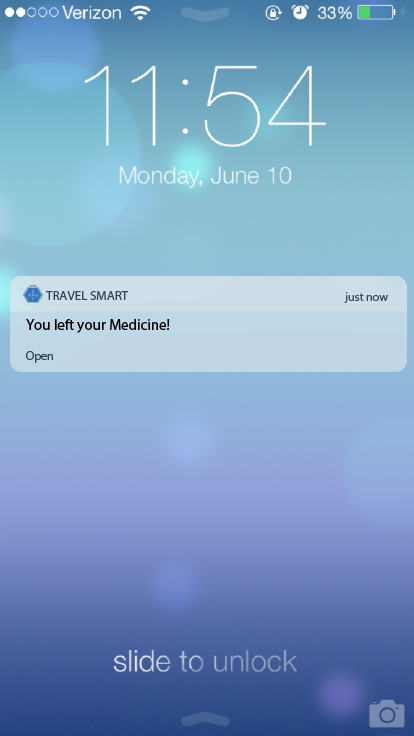 Verizon 33%
11:54
Monday, June 10
TRAVEL SMART just now
You left your Medicine!
Open
slide to unlock